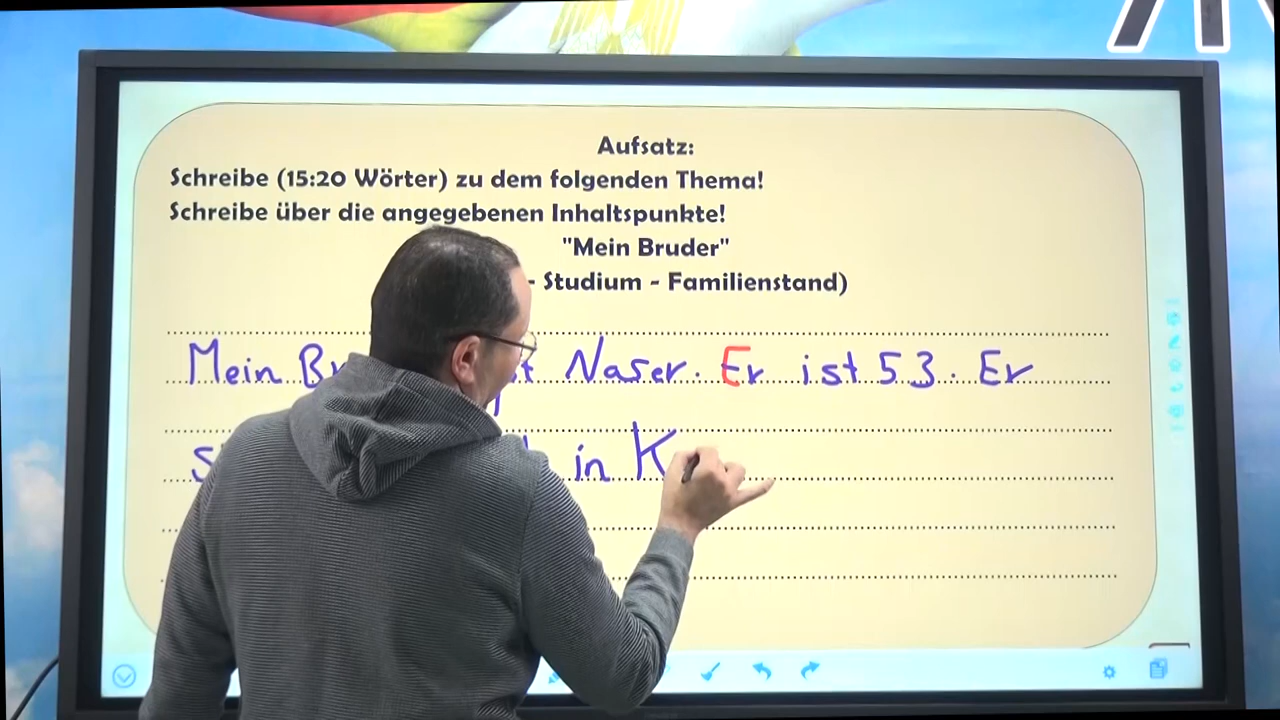 Aufsatz:
Schreibe (15:20 Wörter) zu dem folgenden Thema!
Schreibe über die angegebenen Inhaltspunkte!
"Mein Bruder"
- Studium - Familienstand)
Mein Naser. Er ist 53. Er
in K